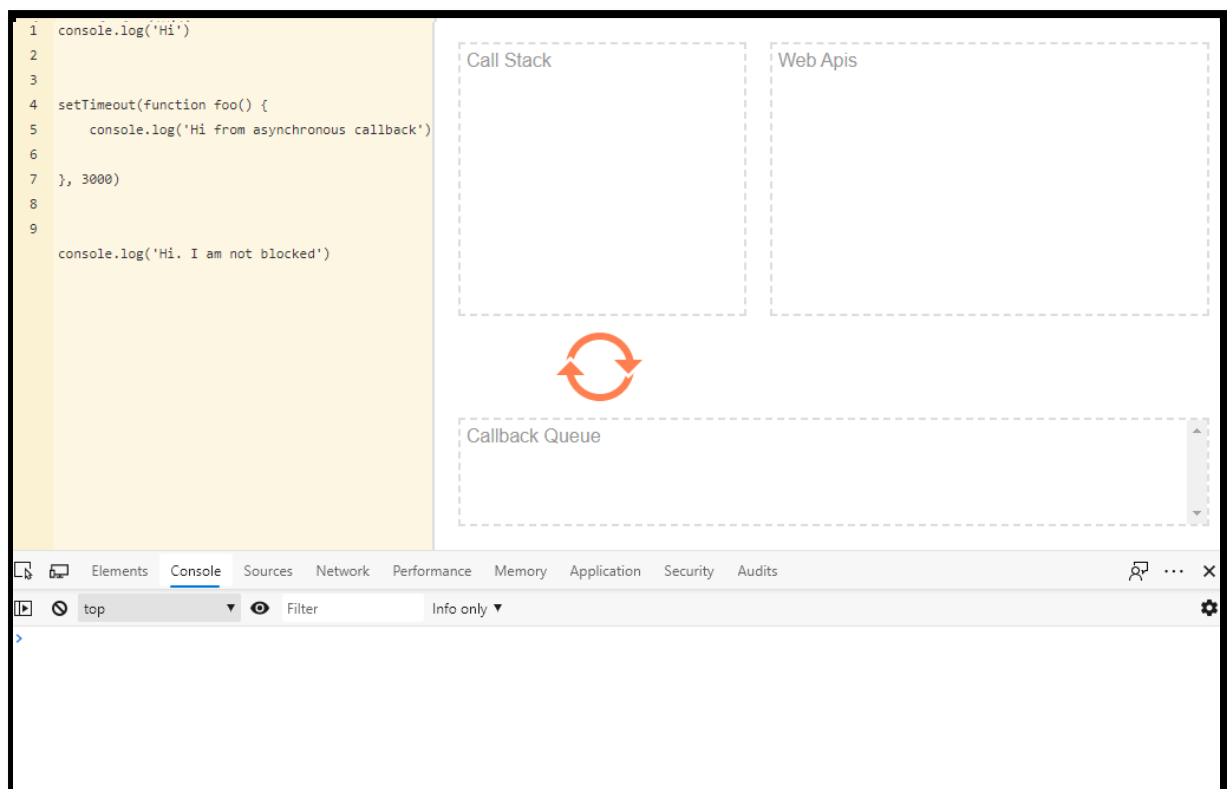 1 console.log('Hi')
2
3
4 setTimeout(function foo() {
5 console.log('Hi from asynchronous callback')
6
7 }, 3000)
8
9
console.log('Hi. I am not blocked')
Call Stack
Web Apis
Callback Queue
Elements Console Sources Network Performance Memory Application Security Audits
top Filter Info only